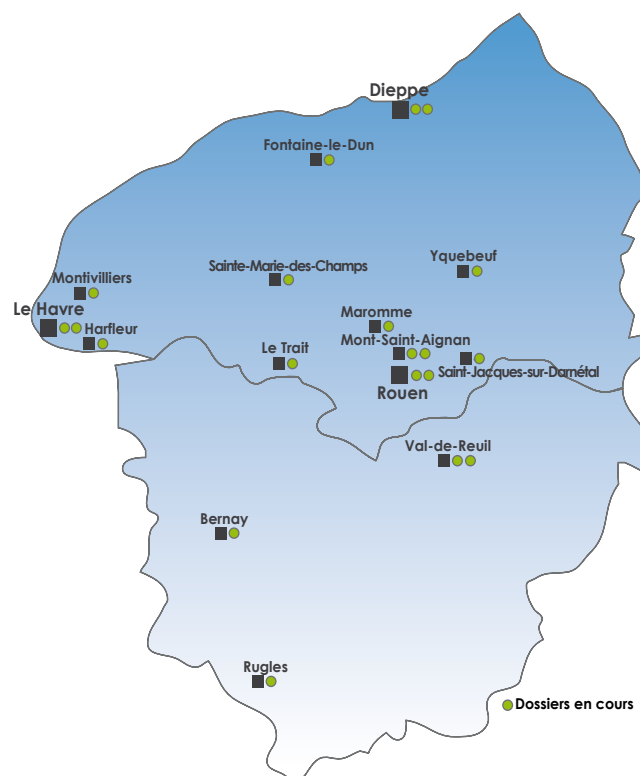 Dieppe
Fontaine-le-Dun
Yquebeuf
Sainte-Marie-des-Champs
Montivilliers
Le Havre
Harfleur
Maromme
Mont-Saint-Aignan
Le Trait
Saint-Jacques-sur-Darnétal
Rouen
Val-de-Reuil
Bernay
Rugles
Dossiers en cours